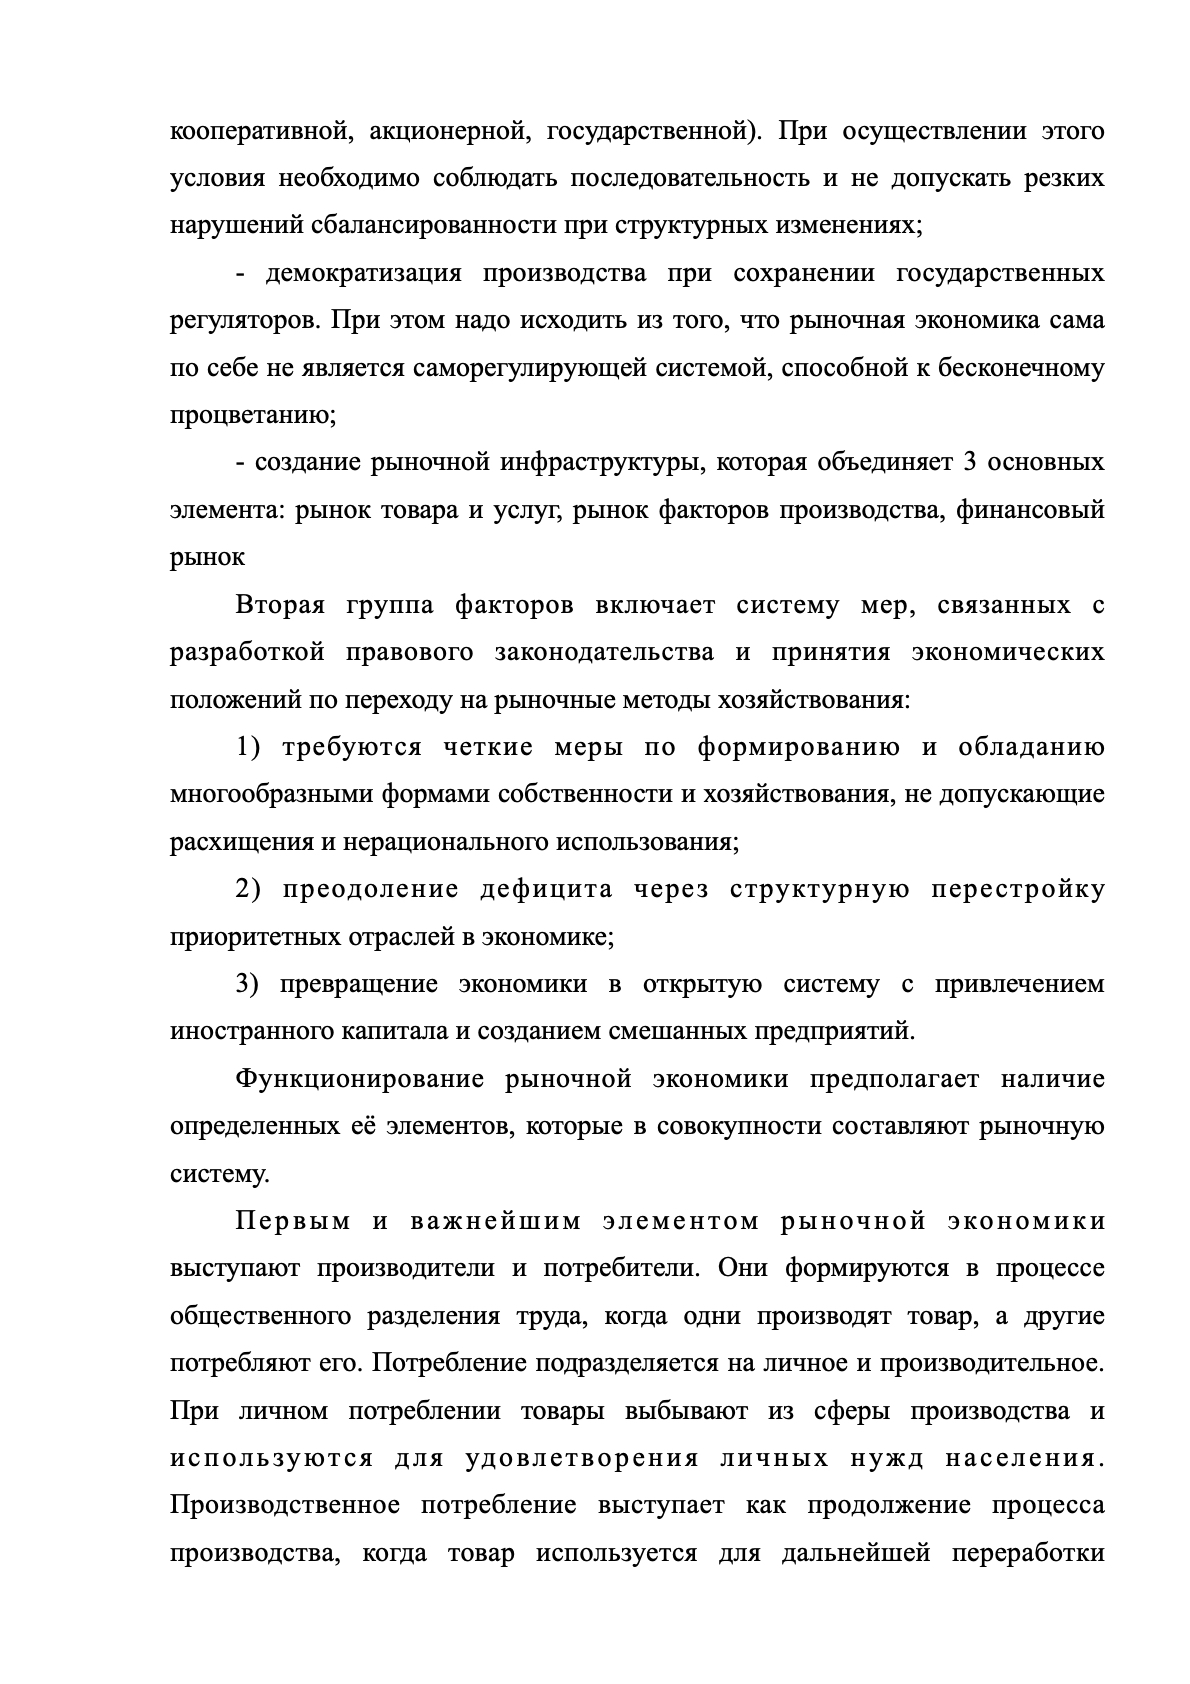 кооперативной, акционерной, государственной). При осуществлении этого
условия необходимо соблюдать последовательность и не допускать резких
нарушений сбалансированности при структурных изменениях;
- демократизация производства при сохранении государственных
регуляторов. При этом надо исходить из того, что рыночная экономика сама
по себе не является саморегулирующей системой, способной к бесконечному
процветанию;
- создание рыночной инфраструктуры, которая объединяет 3 основных
элемента: рынок товара и услуг, рынок факторов производства, финансовый
рынок
Вторая группа факторов включает систему мер, связанных с
разработкой правового законодательства и принятия экономических
положений по переходу на рыночные методы хозяйствования:
1) требуются четкие меры по формированию и обладанию
многообразными формами собственности и хозяйствования, не допускающие
расхищения и нерационального использования;
2) преодоление дефицита через структурную перестройку
приоритетных отраслей в экономике;
3) превращение экономики в открытую систему с привлечением
иностранного капитала и созданием смешанных предприятий.
Функционирование рыночной экономики предполагает наличие
определенных её элементов, которые в совокупности составляют рыночную
систему.
Первым и важнейшим элементом рыночной экономики
выступают производители и потребители. Они формируются в процессе
общественного разделения труда, когда одни производят товар, а другие
потребляют его. Потребление подразделяется на личное и производительное.
При личном потреблении товары выбывают из сферы производства и
используются для удовлетворения личных нужд населения.
Производственное потребление выступает как продолжение процесса
производства, когда товар используется для дальнейшей переработки